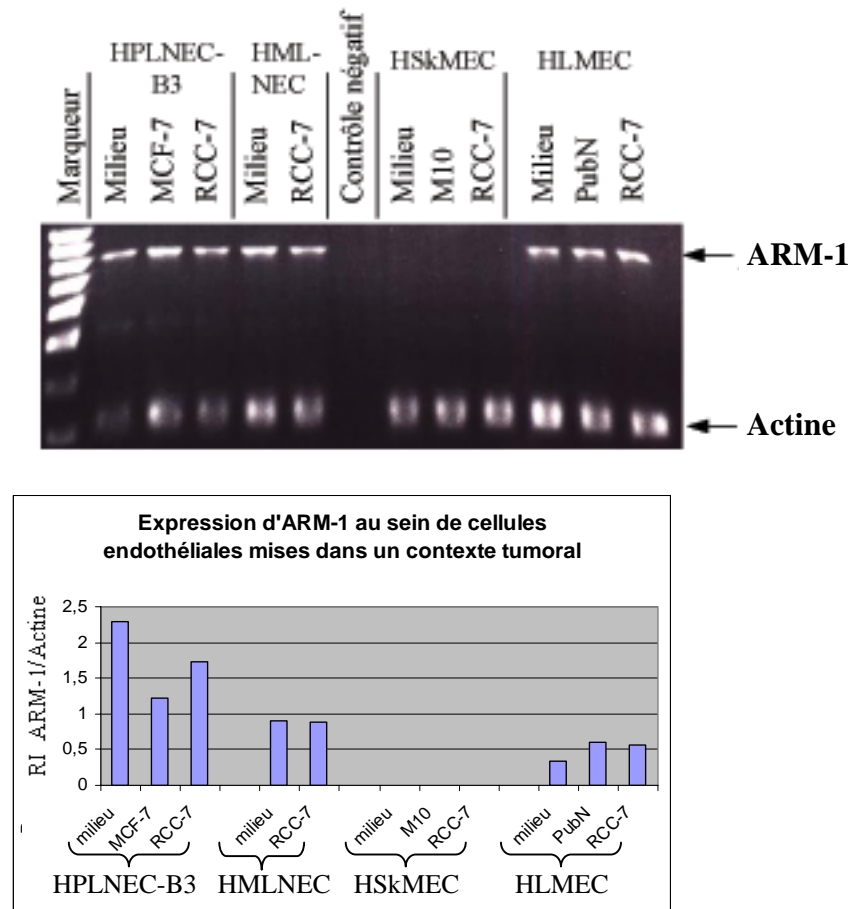 HPLNEC-
B3
HML-
NEC
HSkMEC
HLMEC
Marqueur
Milieu
MCF-7
RCC-7
Milieu
RCC-7
Contrôle négatif
Milieu
M10
RCC-7
Milieu
PubN
RCC-7
ARM-1
Actine
Expression d'ARM-1 au sein de cellules
endothéliales mises dans un contexte tumoral
RI ARM-1/Actine
2,5
2
1,5
1
0,5
0
milieu
MCF-7
RCC-7
milieu
RCC-7
milieu
M10
RCC-7
milieu
PubN
RCC-7
HPLNEC-B3 HMLNEC HSkMEC HLMEC